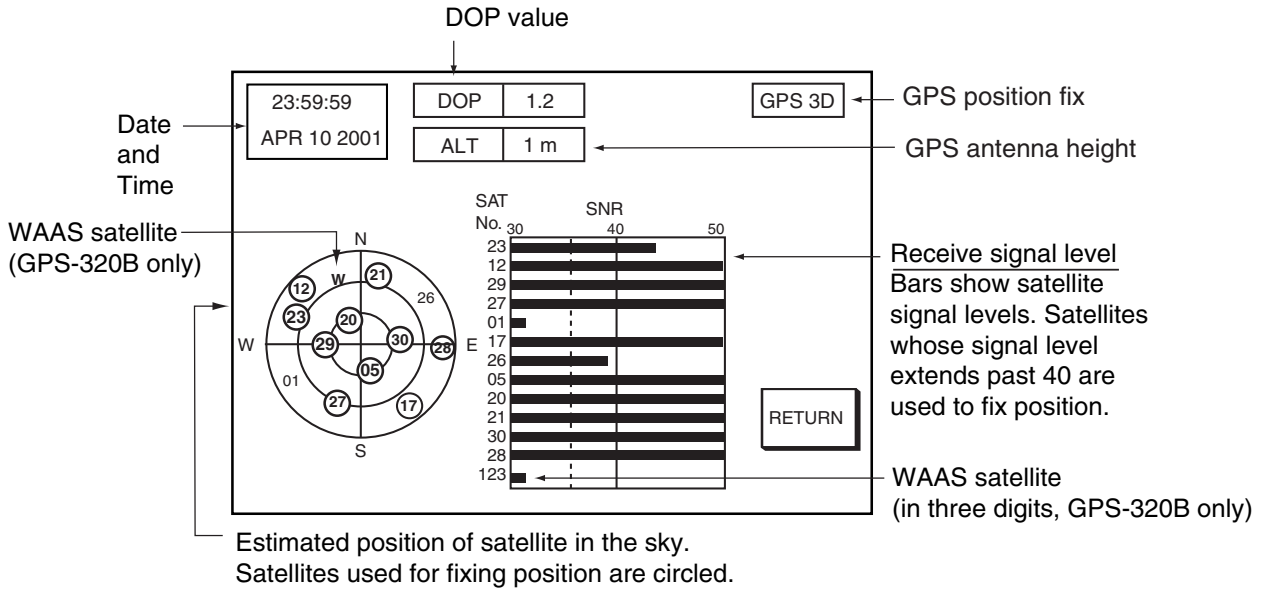 DOP value
23:59:59
APR 10 2001
DOP 1.2
ALT 1 m
GPS 3D
GPS position fix
GPS antenna height
Date
and
Time
WAAS satellite
(GPS-320B only)
N
W
21
12
26
23
20
W
29
30
28
E
05
01
27
17
S
SAT
No.
SNR
30 40 50
23
12
29
27
01
17
26
05
20
21
30
28
123
Receive signal level
Bars show satellite
signal levels. Satellites
whose signal level
extends past 40 are
used to fix position.
RETURN
WAAS satellite
(in three digits, GPS-320B only)
Estimated position of satellite in the sky.
Satellites used for fixing position are circled.